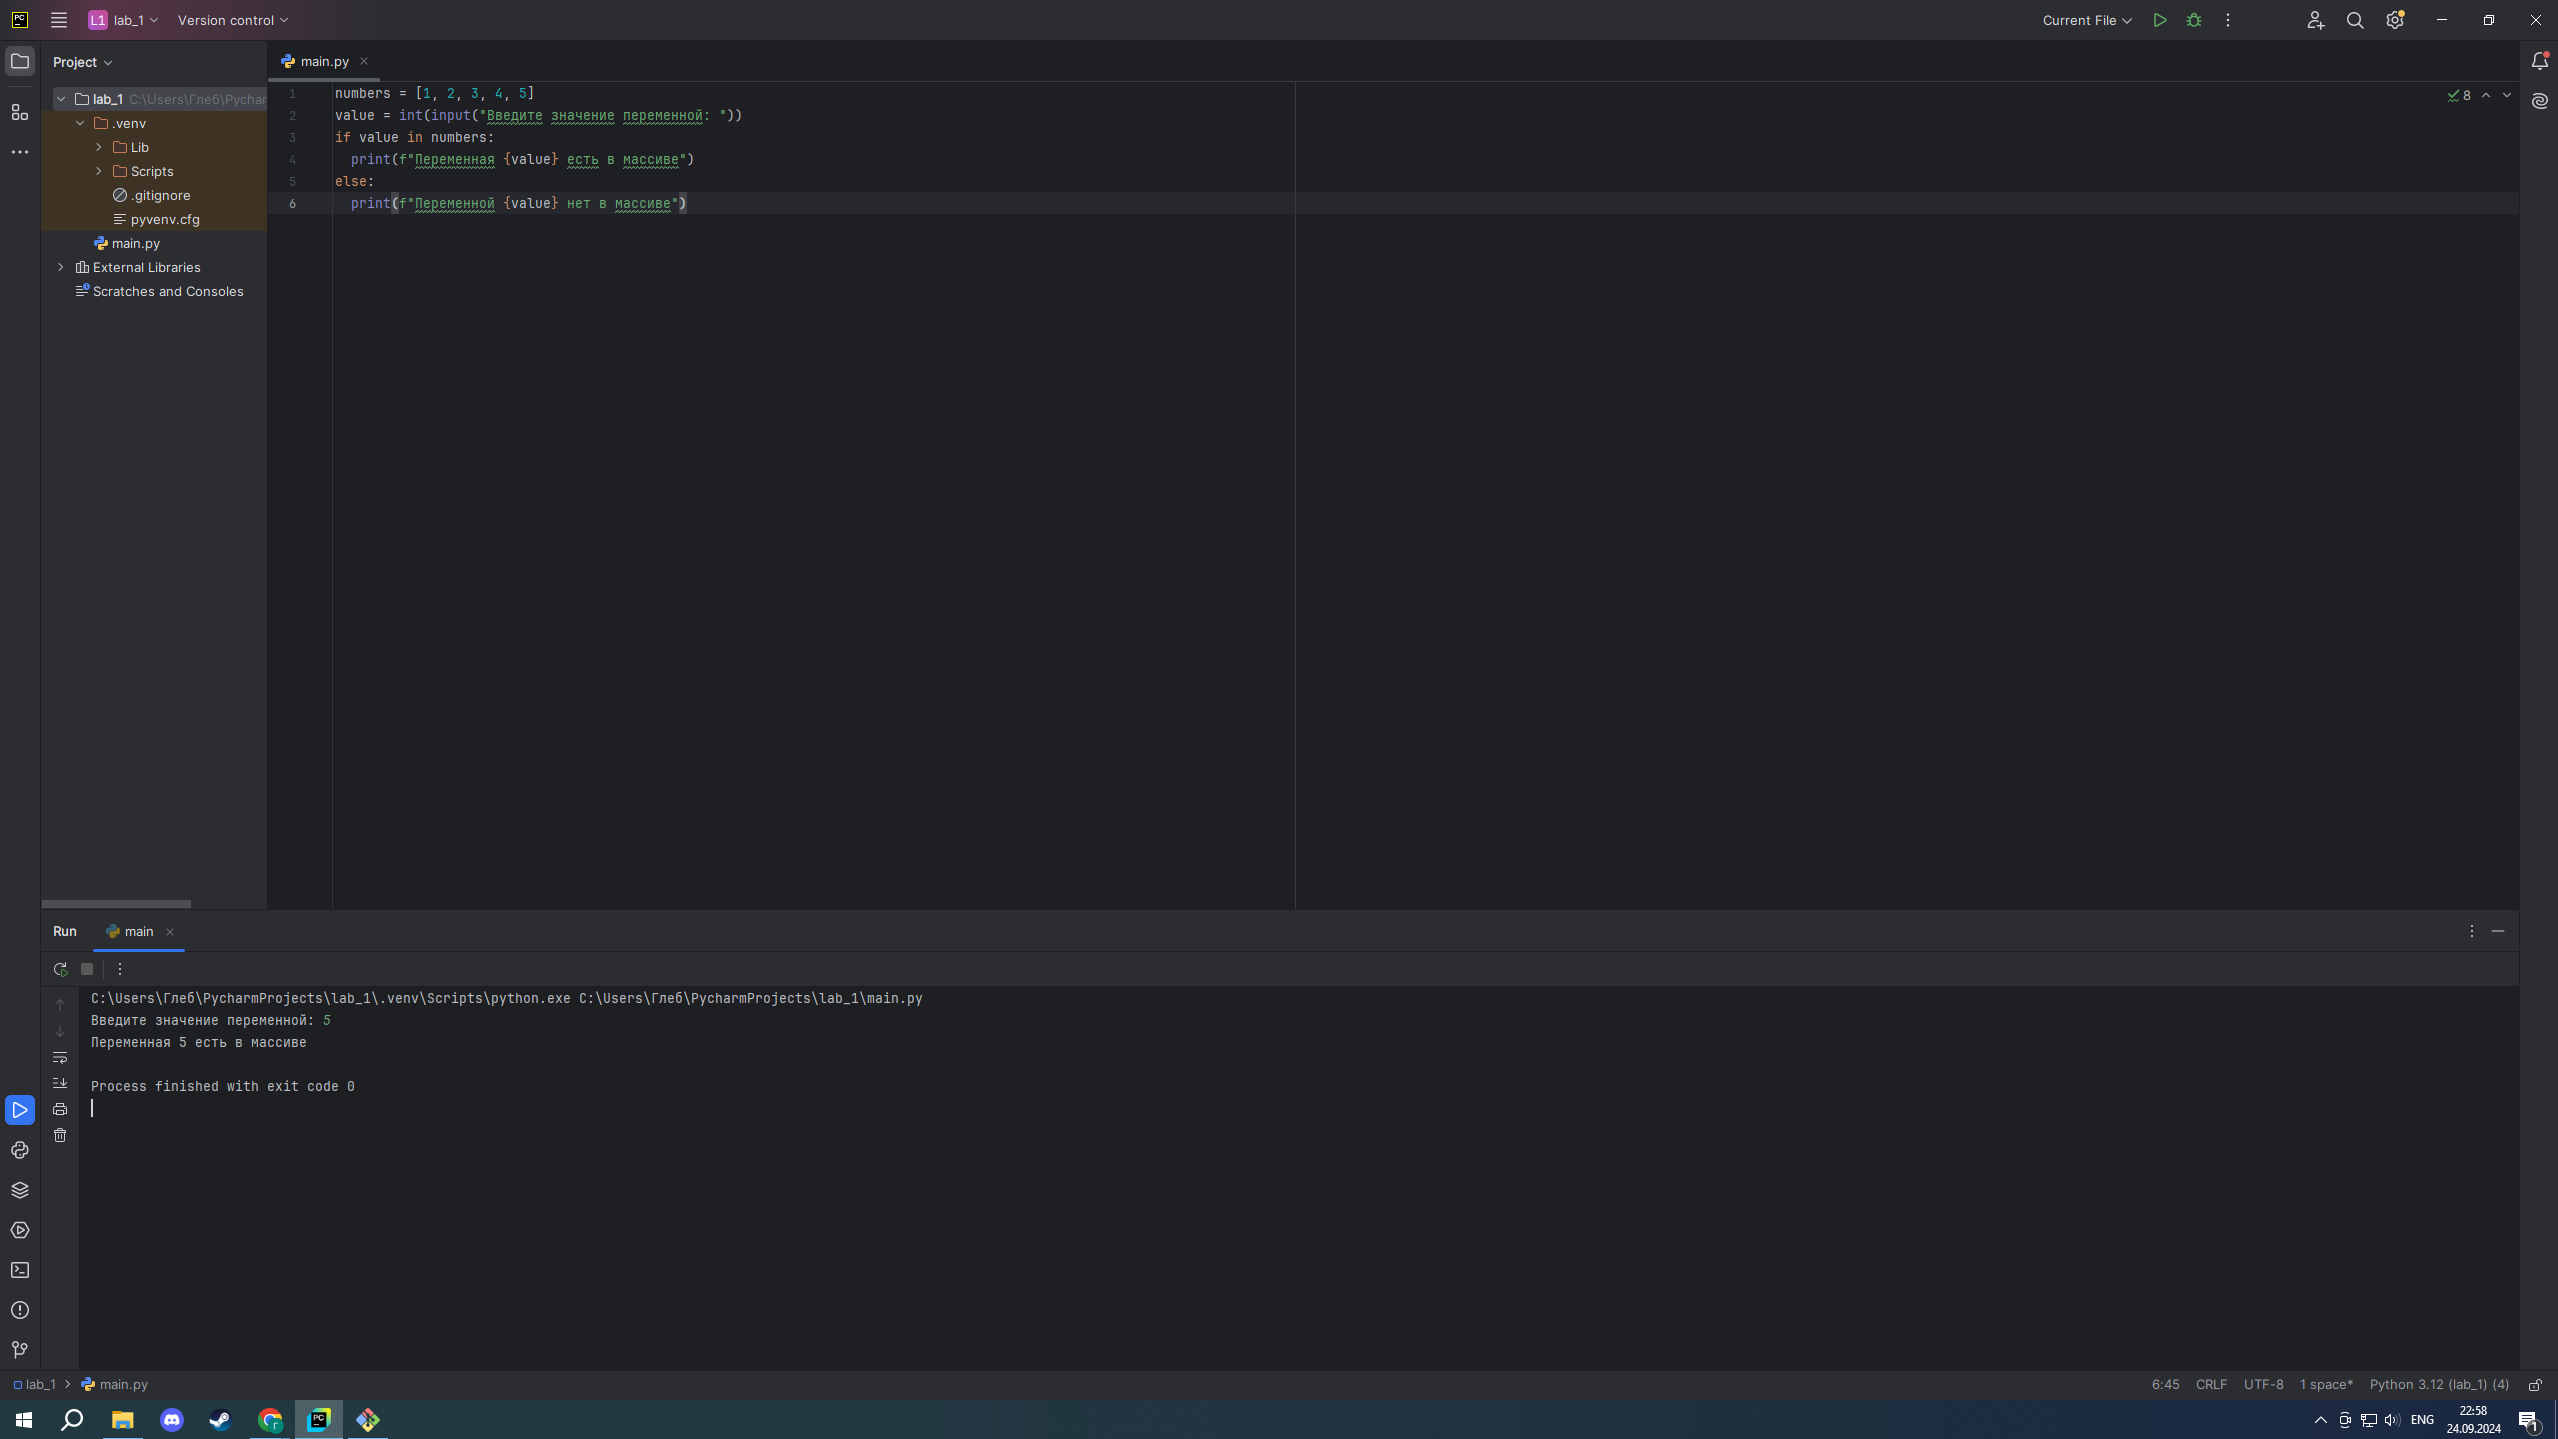 L1 lab_1 Version control Current File
Project
main.py
lab_1 C:\Users\Глеб\Pychar
.venv
Lib
Scripts
.gitignore
pyvenv.cfg
main.py
External Libraries
Scratches and Consoles
1 numbers = [1, 2, 3, 4, 5]
2 value = int(input("Введите значение переменной: "))
3 if value in numbers:
4 print(f"Переменная {value} есть в массиве")
5 else:
6 print(f"Переменной {value} нет в массиве")
8
Run main
C:\Users\Глеб\PycharmProjects\lab_1\.venv\Scripts\python.exe C:\Users\Глеб\PycharmProjects\lab_1\main.py
Введите значение переменной: 5
Переменная 5 есть в массиве
Process finished with exit code 0
lab_1 main.py 6:45 CRLF UTF-8 1 space* Python 3.12 (lab_1) (4)
ENG
22:58
24.09.2024
1